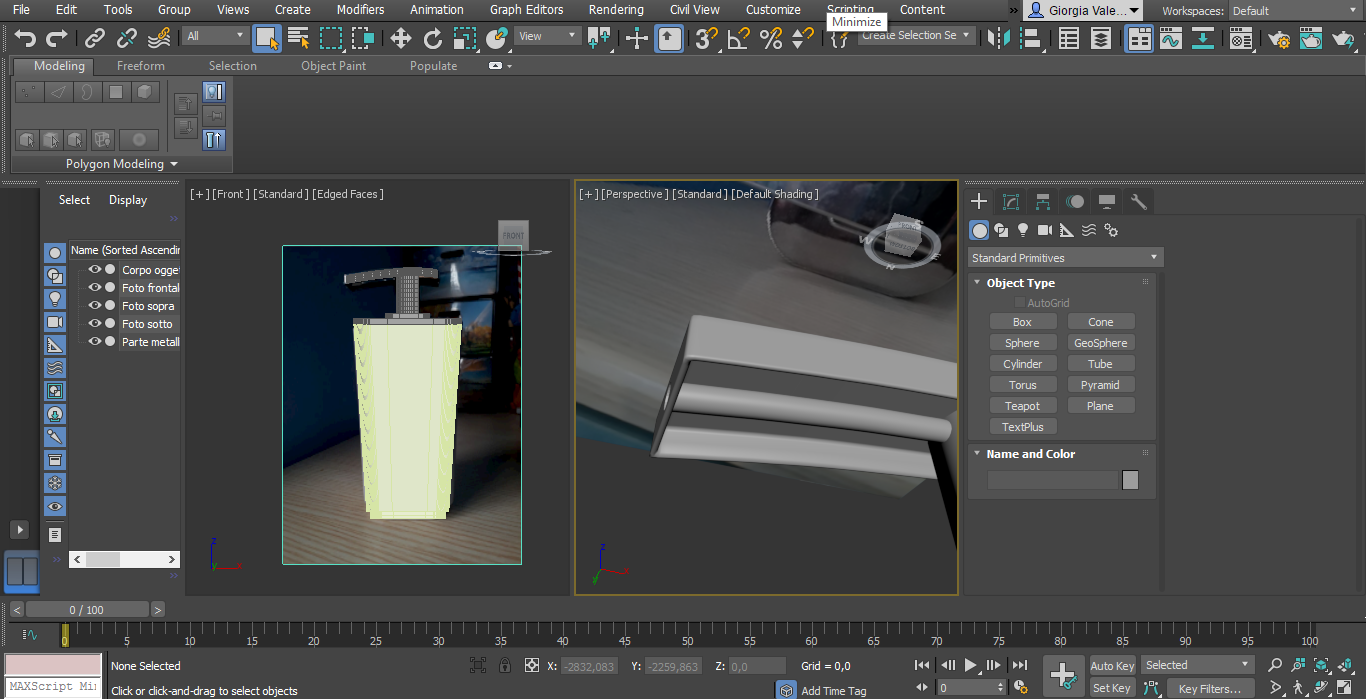 File Edit Tools Group Views Create Modifiers Animation Graph Editors Rendering Civil View Customize Scripting Content » Giorgia Vale... Workspaces: Default
Minimize
All View Create Selection Se
Modeling Freeform Selection Object Paint Populate
Polygon Modeling
Select Display
[+] [Front] [Standard] [Edged Faces]
[+] [Perspective] [Standard] [Default Shading]
FRONT
W
N
Name (Sorted Ascendin
Corpo ogget
Foto frontal
Foto sopra
Foto sotto
Parte metall
Standard Primitives
Object Type
AutoGrid
Box Cone
Sphere GeoSphere
Cylinder Tube
Torus Pyramid
Teapot Plane
TextPlus
Name and Color
z
z
< 0 / 100 >
0 5 10 15 20 25 30 35 40 45 50 55 60 65 70 75 80 85 90 95 100
None Selected X: -2832,083 Y: -2259,863 Z: 0,0 Grid = 0,0 Auto Key Selected
MAXScript Mi
Click or click-and-drag to select objects Add Time Tag 0 Set Key Key Filters...